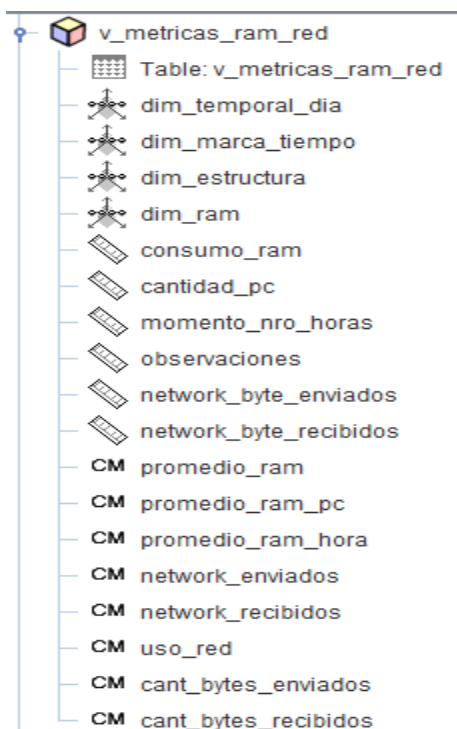 v_metricas_ram_red
Table: v_metricas_ram_red
dim_temporal_dia
dim_marca_tiempo
dim_estructura
dim_ram
consumo_ram
cantidad_pc
momento_nro_horas
observaciones
network_byte_enviados
network_byte_recibidos
CM promedio_ram
CM promedio_ram_pc
CM promedio_ram_hora
CM network_enviados
CM network_recibidos
CM uso_red
CM cant_bytes_enviados
CM cant_bytes_recibidos